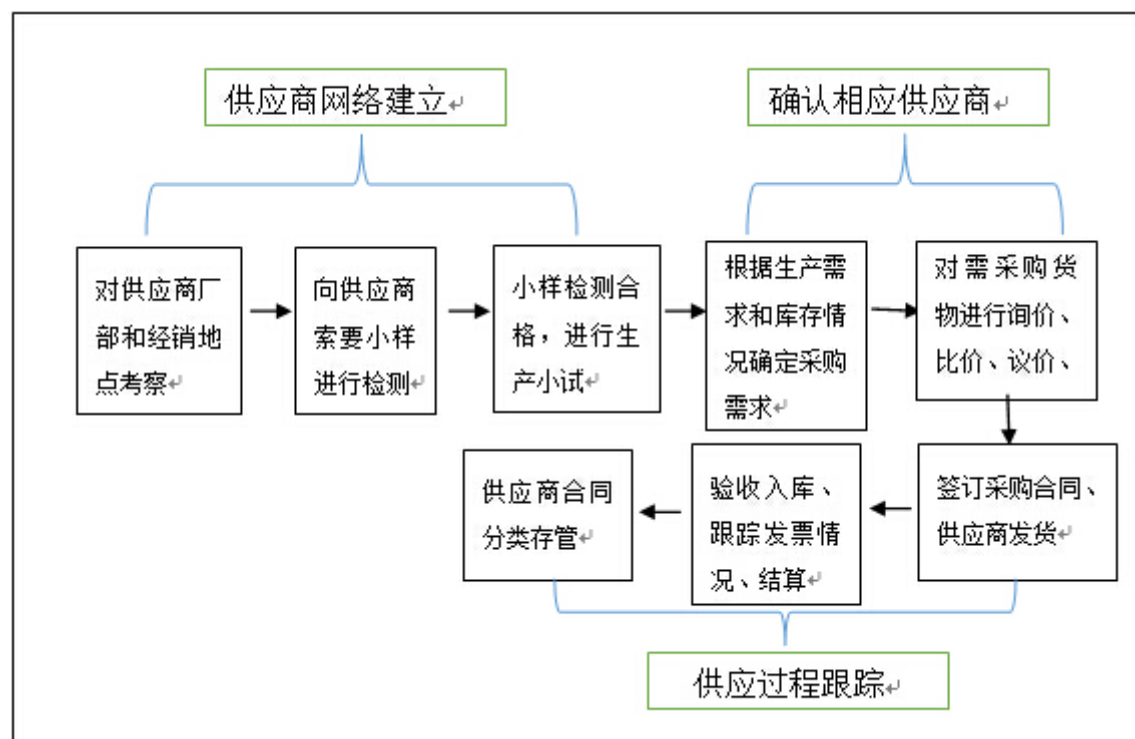 供应商网络建立
确认相应供应商
对供应商厂
部和经销地
点考察
向供应商
索要小样
进行检测
小样检测合
格，进行生
产小试
根据生产需
求和库存情
况确定采购
需求
对需采购货
物进行询价、
比价、议价、
供应商合同
分类存管
验收入库、
跟踪发票情
况、结算
签订采购合同、
供应商发货
供应过程跟踪